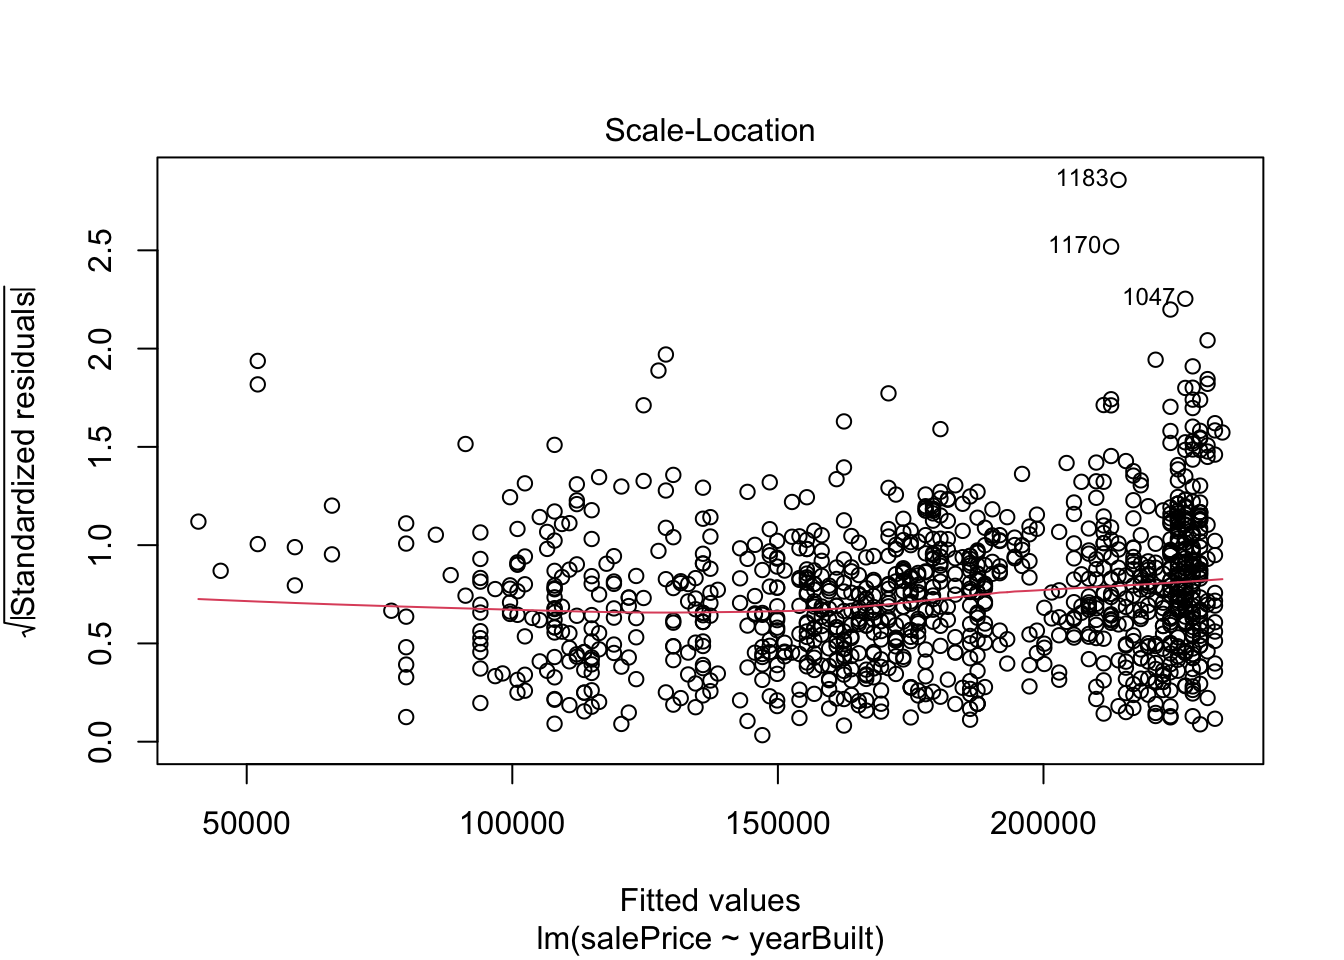 Scale-Location
√|Standardized residuals|
2.5
2.0
1.5
1.0
0.5
0.0
1183
1170
1047
50000 100000 150000 200000
Fitted values
lm(salePrice ~ yearBuilt)